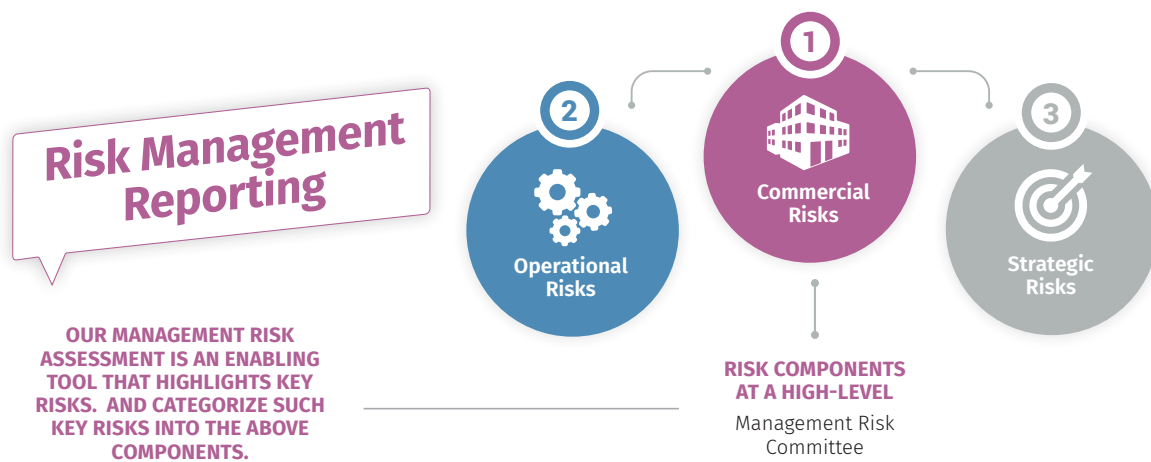 Risk Management
Reporting
OUR MANAGEMENT RISK
ASSESSMENT IS AN ENABLING
TOOL THAT HIGHLIGHTS KEY
RISKS. AND CATEGORIZE SUCH
KEY RISKS INTO THE ABOVE
COMPONENTS.
2
Operational
Risks
1
Commercial
Risks
3
Strategic
Risks
RISK COMPONENTS
AT A HIGH-LEVEL
Management Risk
Committee